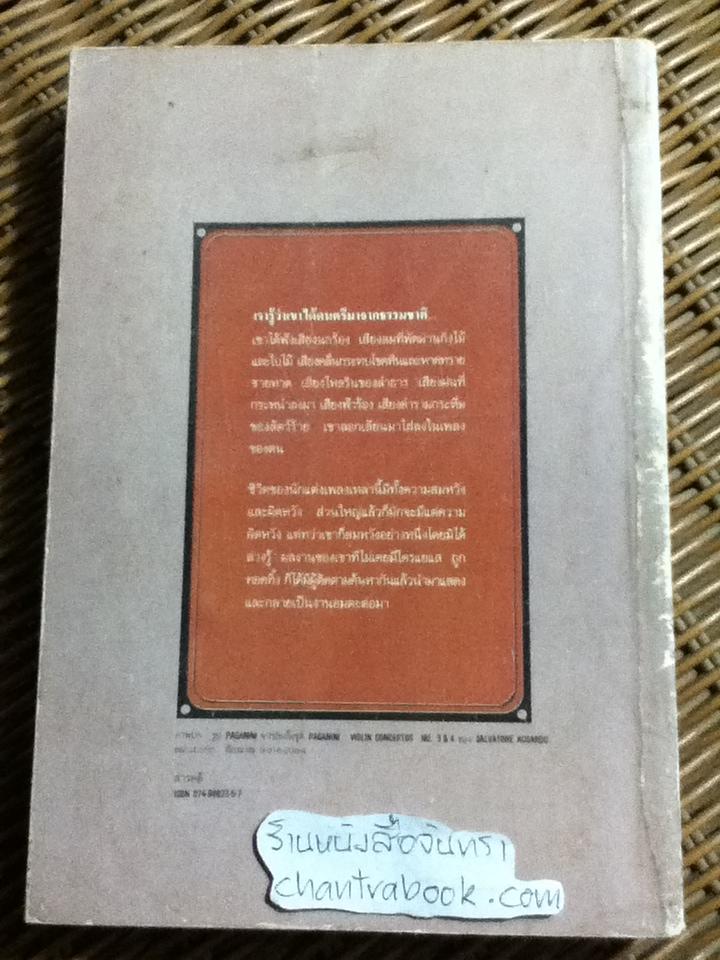 เรารู้ว่าเขาได้ดนตรีมาจากธรรมชาติ...
เขาได้ฟังเสียงนกร้อง เสียงลมที่พัดผ่านกิ่งไม้
และใบไม้ เสียงคลื่นกระทบโขดหินและหาดทราย
ชายหาด เสียงไหลรินของลำธาร เสียงฝนที่
กระหน่ำลงมา เสียงฟ้าร้อง เสียงคำรามกระหึ่ม
ของสัตว์ร้าย เขาลอกเลียนมาใส่ลงในเพลง
ของตน
ชีวิตของนักแต่งเพลงเหล่านี้มีทั้งความสมหวัง
และผิดหวัง ส่วนใหญ่แล้วก็มักจะมีแต่ความ
ผิดหวัง แต่ทว่าเขาก็สมหวังอย่างหนึ่งโดยมิได้
ล่วงรู้ ผลงานของเขาที่ไม่เคยมีใครแยแส ถูก
ทอดทิ้ง ก็ได้มีผู้ติดตามค้นหากันแล้วนำมาแสดง
และกลายเป็นงานอมตะต่อมา
PAGANINI PAGANINI VIOLIN CONCERTOS NO. 3 & 4 ของ SALVATORE
สารคดี
ISBN
ร้านหนังสือจันทรา
chantrabook.com